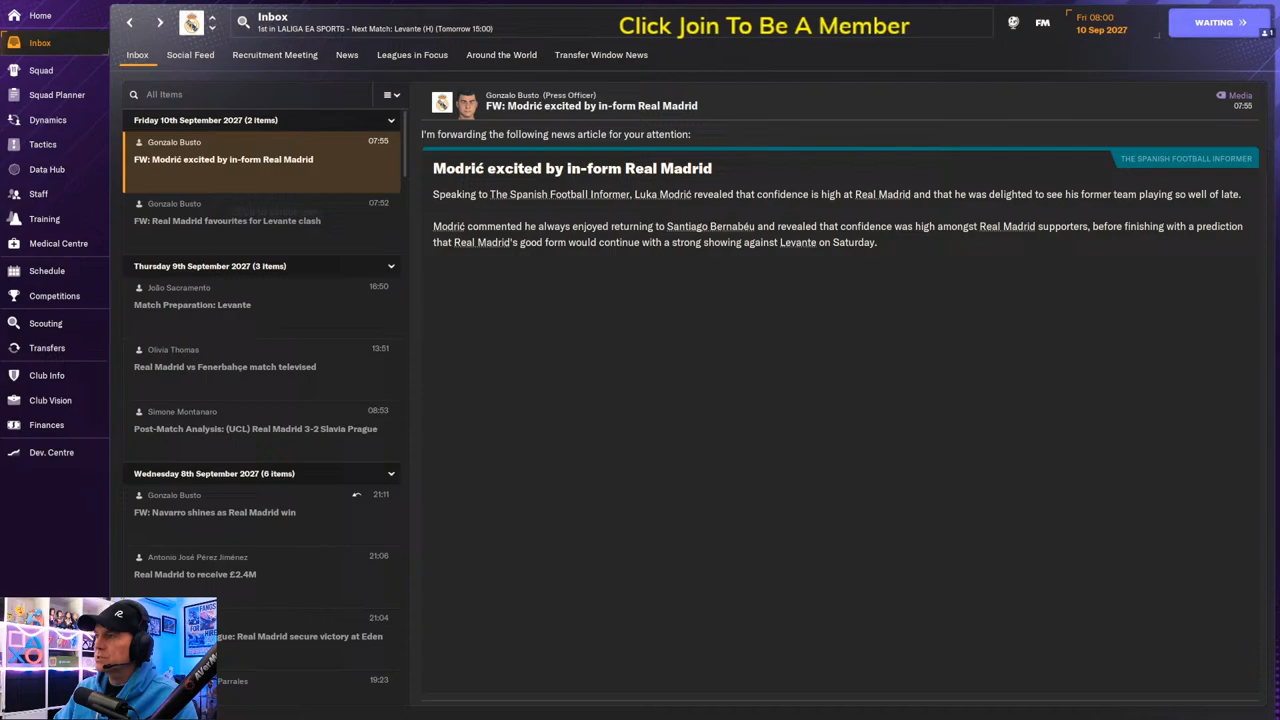 Home
Inbox
Squad
Squad Planner
Dynamics
Tactics
Data Hub
Staff
Training
Medical Centre
Schedule
Competitions
Scouting
Transfers
Club Info
Club Vision
Finances
Dev. Centre
Inbox
1st in LALIGA EA SPORTS - Next Match: Levante (H) (Tomorrow 15:00)
Click Join To Be A Member
FM
Fri 08:00
10 Sep 2027
WAITING
1
Inbox Social Feed Recruitment Meeting News Leagues in Focus Around the World Transfer Window News
All Items
Friday 10th September 2027 (2 items)
Gonzalo Busto 07:55
FW: Modrić excited by in-form Real Madrid
Gonzalo Busto 07:52
FW: Real Madrid favourites for Levante clash
Thursday 9th September 2027 (3 items)
João Sacramento 16:50
Match Preparation: Levante
Olivia Thomas 13:51
Real Madrid vs Fenerbahçe match televised
Simone Montanaro 08:53
Post-Match Analysis: (UCL) Real Madrid 3-2 Slavia Prague
Wednesday 8th September 2027 (6 items)
Gonzalo Busto 21:11
FW: Navarro shines as Real Madrid win
Antonio José Pérez Jiménez 21:06
Real Madrid to receive £2.4M
21:04
gue: Real Madrid secure victory at Eden
Parrales 19:23
Gonzalo Busto (Press Officer)
FW: Modrić excited by in-form Real Madrid
Media
07:55
I'm forwarding the following news article for your attention:
THE SPANISH FOOTBALL INFORMER
Modrić excited by in-form Real Madrid
Speaking to The Spanish Football Informer, Luka Modrić revealed that confidence is high at Real Madrid and that he was delighted to see his former team playing so well of late.
Modrić commented he always enjoyed returning to Santiago Bernabéu and revealed that confidence was high amongst Real Madrid supporters, before finishing with a prediction
that Real Madrid's good form would continue with a strong showing against Levante on Saturday.
FANGS
FOR
HIRE
AVerM